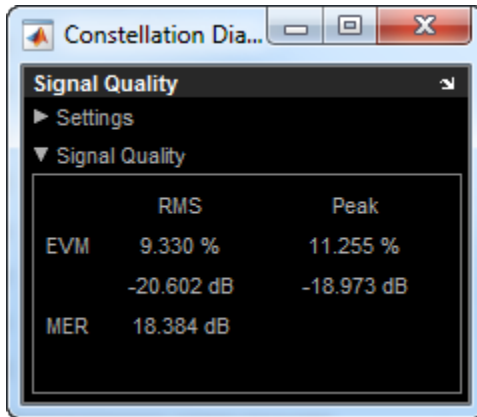 Constellation Dia...
Signal Quality
Settings
Signal Quality
RMS Peak
EVM 9.330 % 11.255 %
-20.602 dB -18.973 dB
MER 18.384 dB